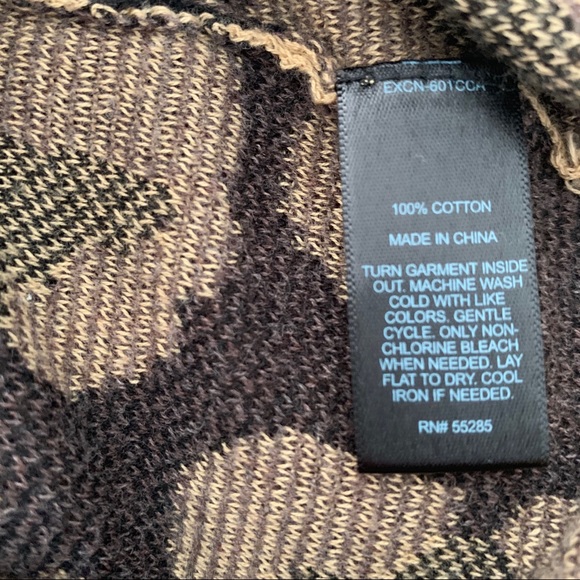 EXCN-601CCA
100% COTTON
MADE IN CHINA
TURN GARMENT INSIDE
OUT. MACHINE WASH
COLD WITH LIKE
COLORS. GENTLE
CYCLE. ONLY NON-
CHLORINE BLEACH
WHEN NEEDED. LAY
FLAT TO DRY. COOL
IRON IF NEEDED.
RN# 55285